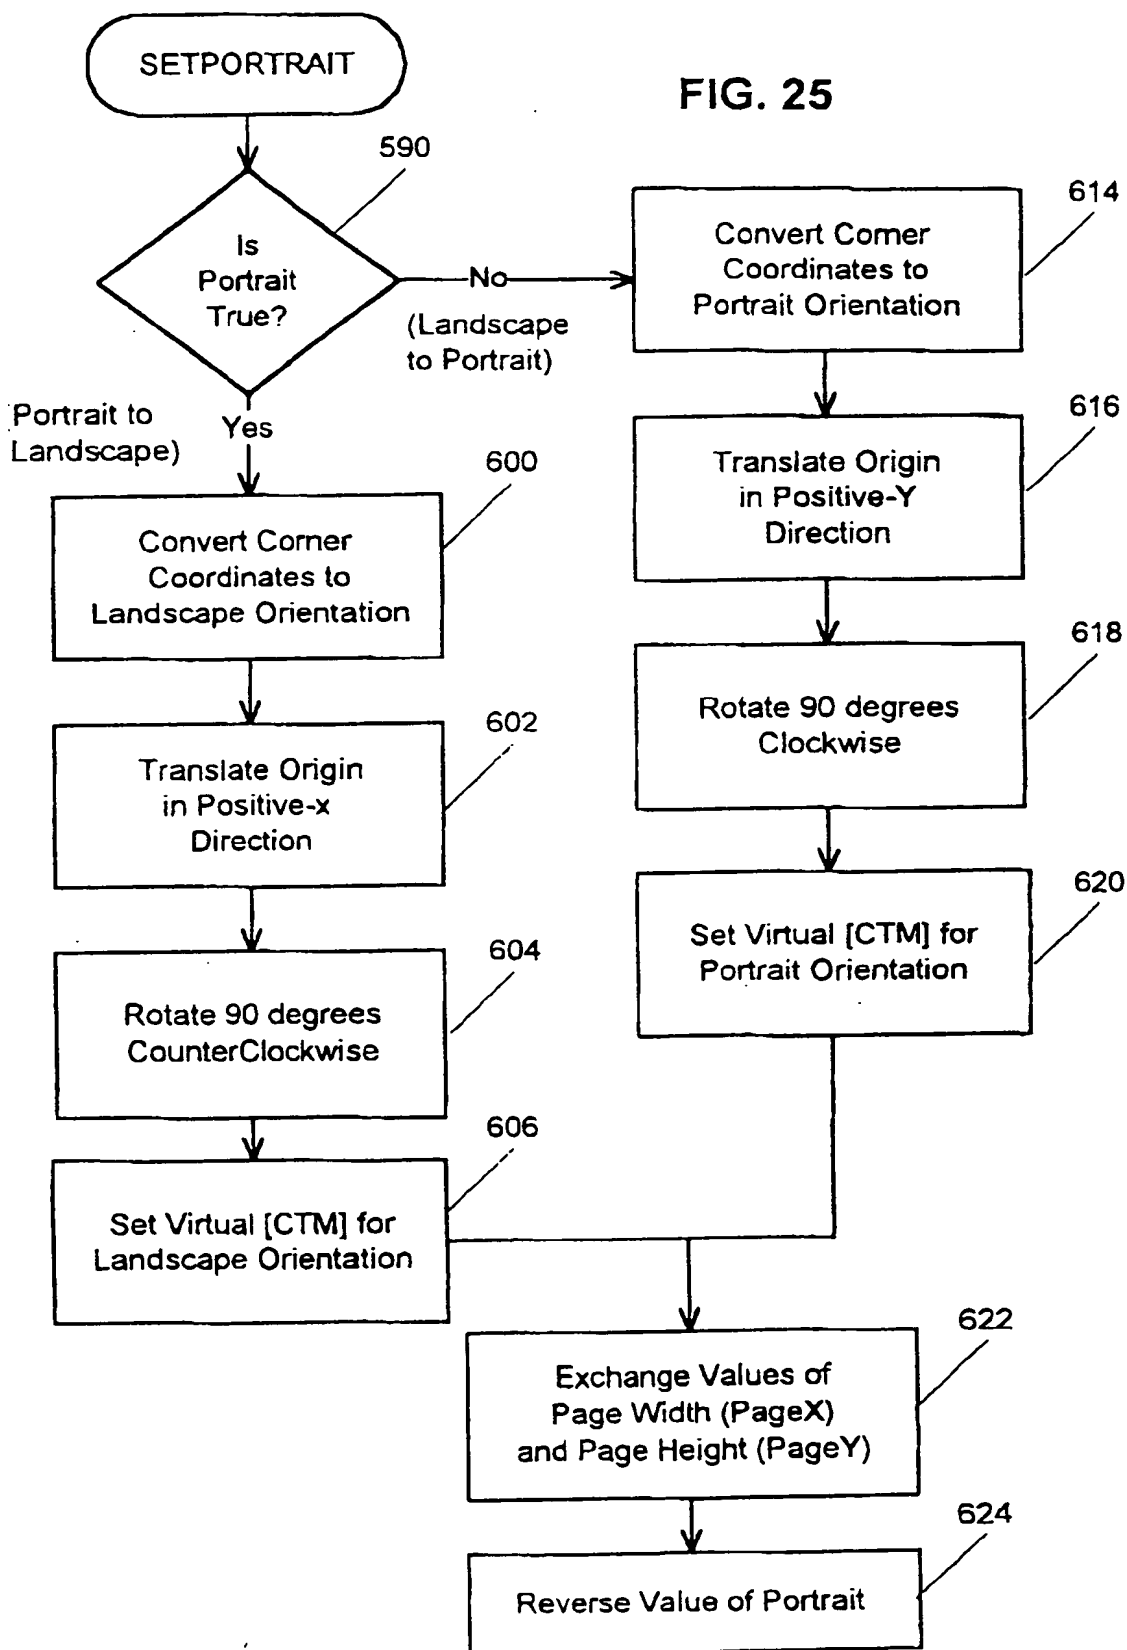 SETPORTRAIT
FIG. 25
590
Is
Portrait
True?
No
(Landscape
to Portrait)
Portrait to
Landscape)
Yes
600
Convert Corner
Coordinates to
Landscape Orientation
602
Translate Origin
in Positive-x
Direction
604
Rotate 90 degrees
CounterClockwise
606
Set Virtual [CTM] for
Landscape Orientation
614
Convert Corner
Coordinates to
Portrait Orientation
616
Translate Origin
in Positive-Y
Direction
618
Rotate 90 degrees
Clockwise
620
Set Virtual [CTM] for
Portrait Orientation
622
Exchange Values of
Page Width (PageX)
and Page Height (PageY)
624
Reverse Value of Portrait